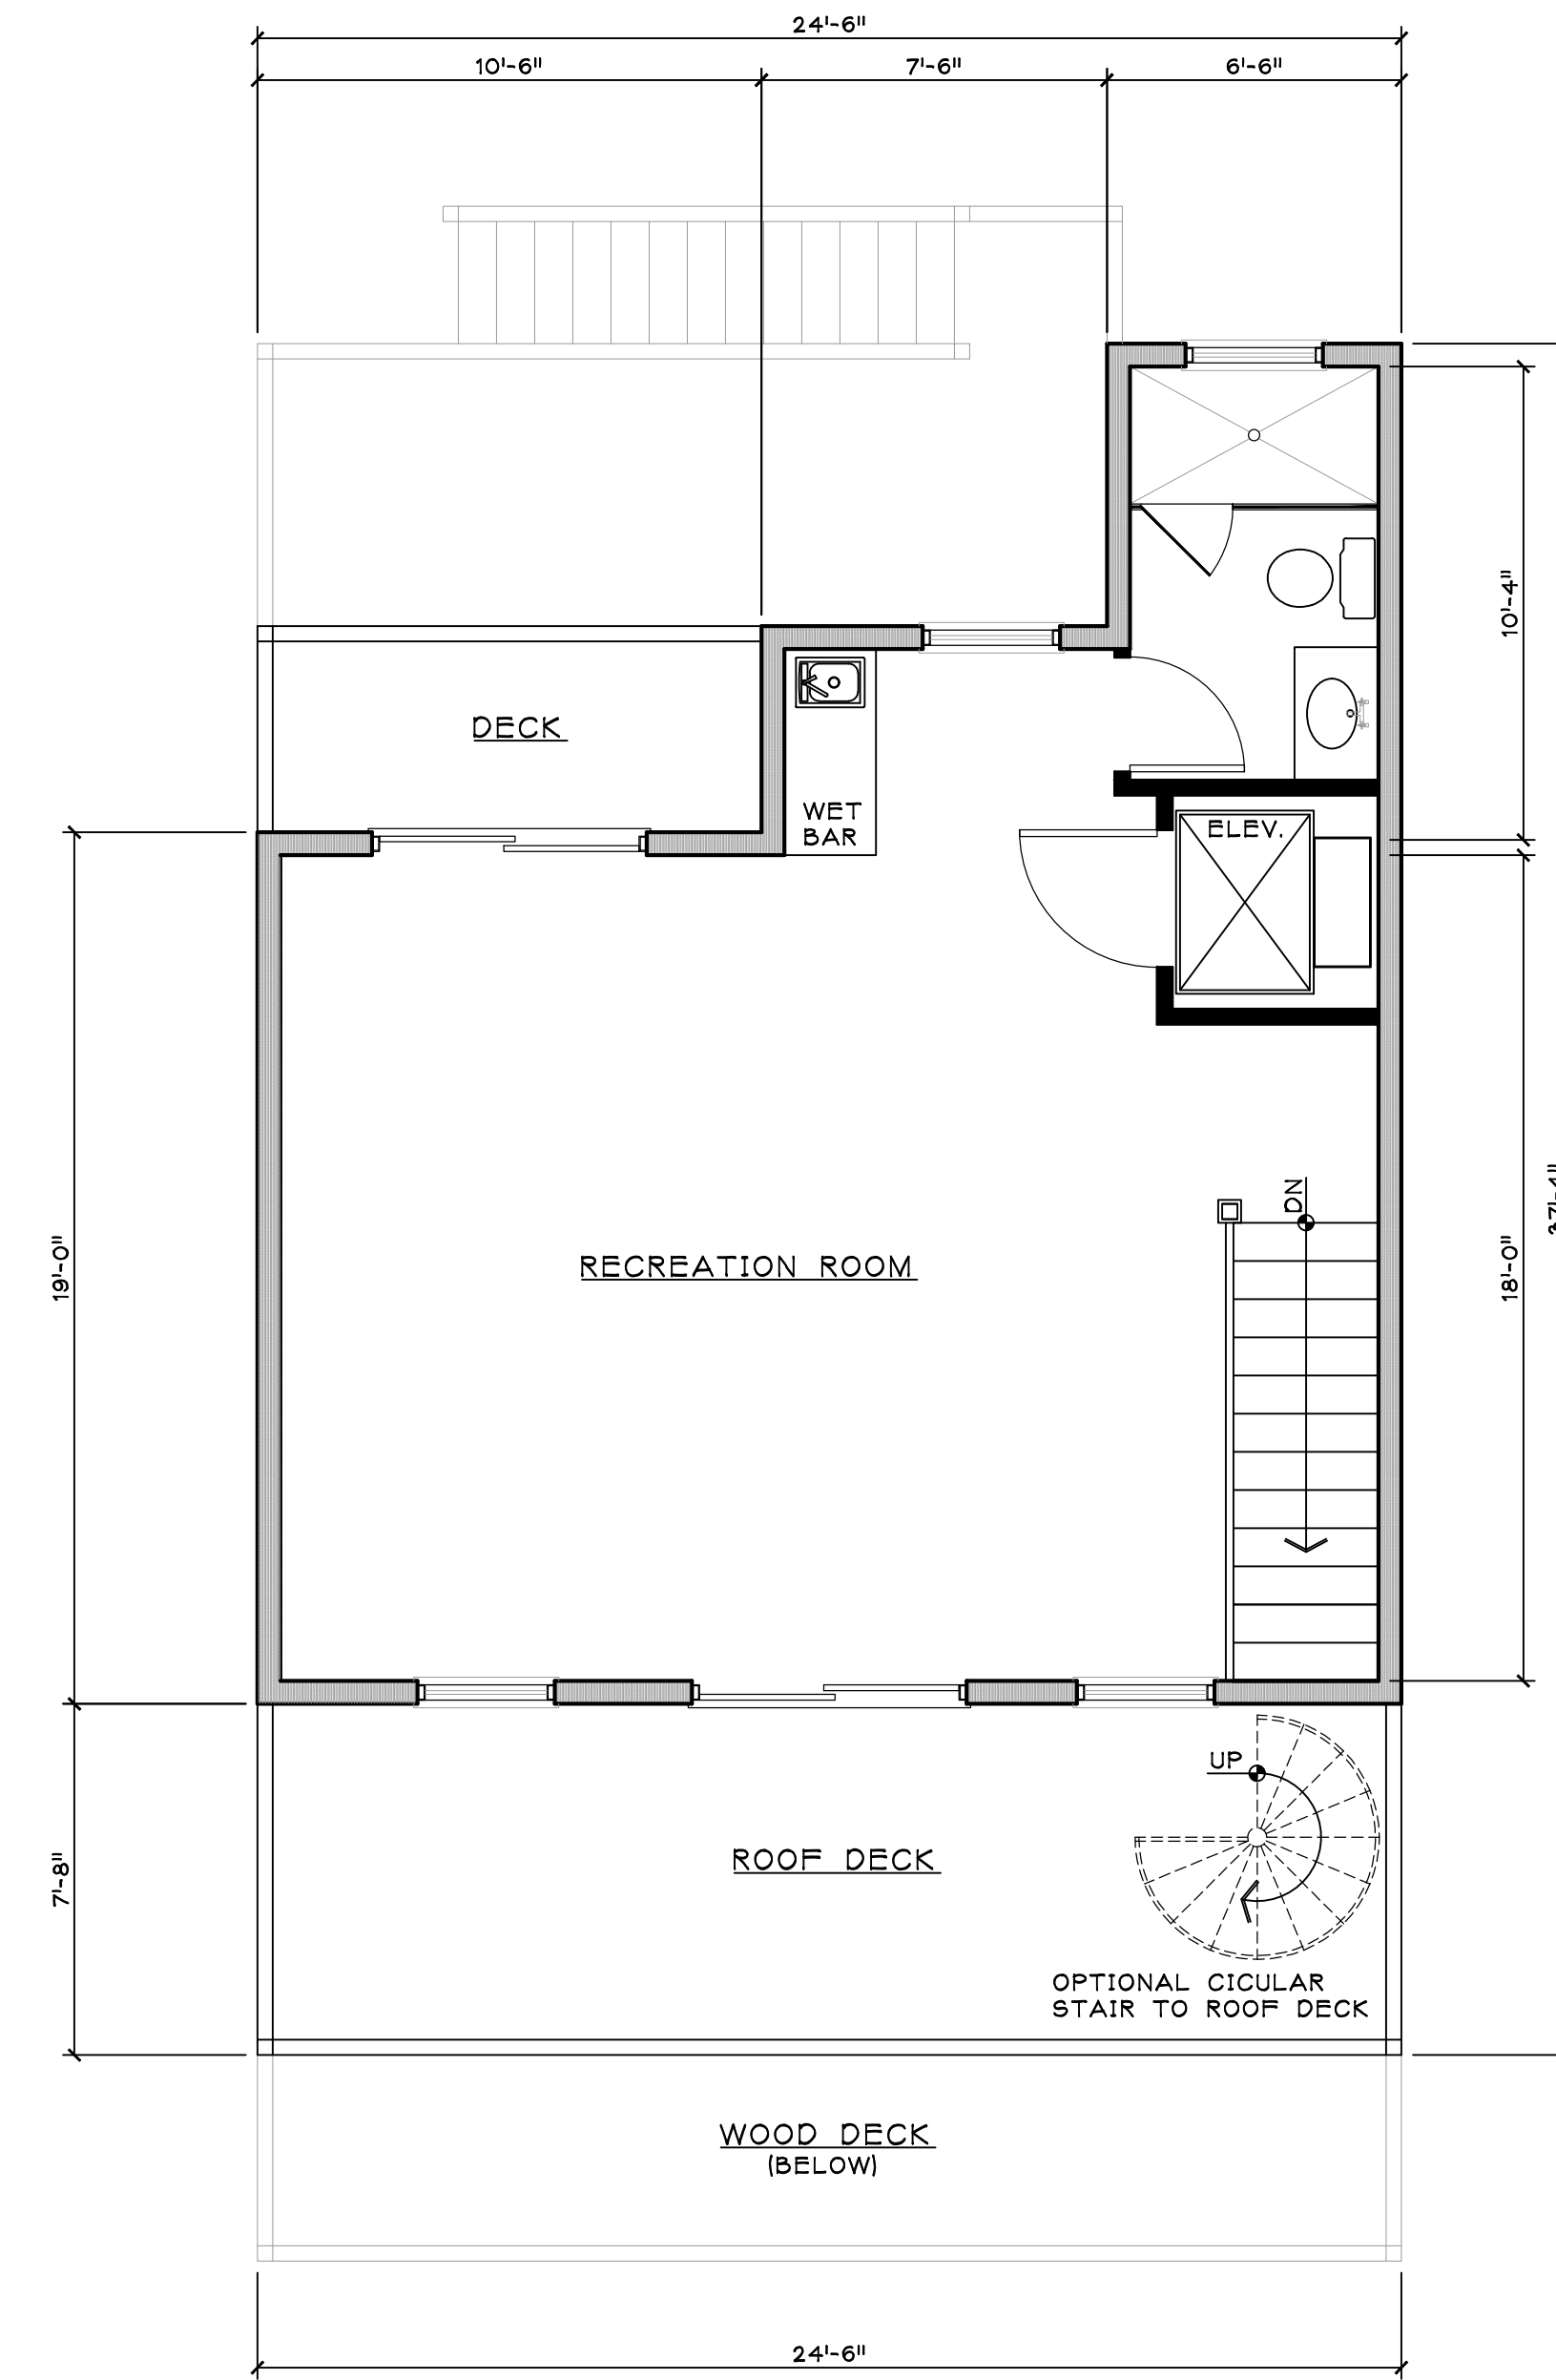 24'-6"
10'-6"
7'-6"
6'-6"
10'-4"
DECK
WET
BAR
ELEV.
DN
19'-0"
RECREATION ROOM
18'-0"
UP
7'-8"
ROOF DECK
OPTIONAL CICULAR
STAIR TO ROOF DECK
WOOD DECK
(BELOW)
24'-6"